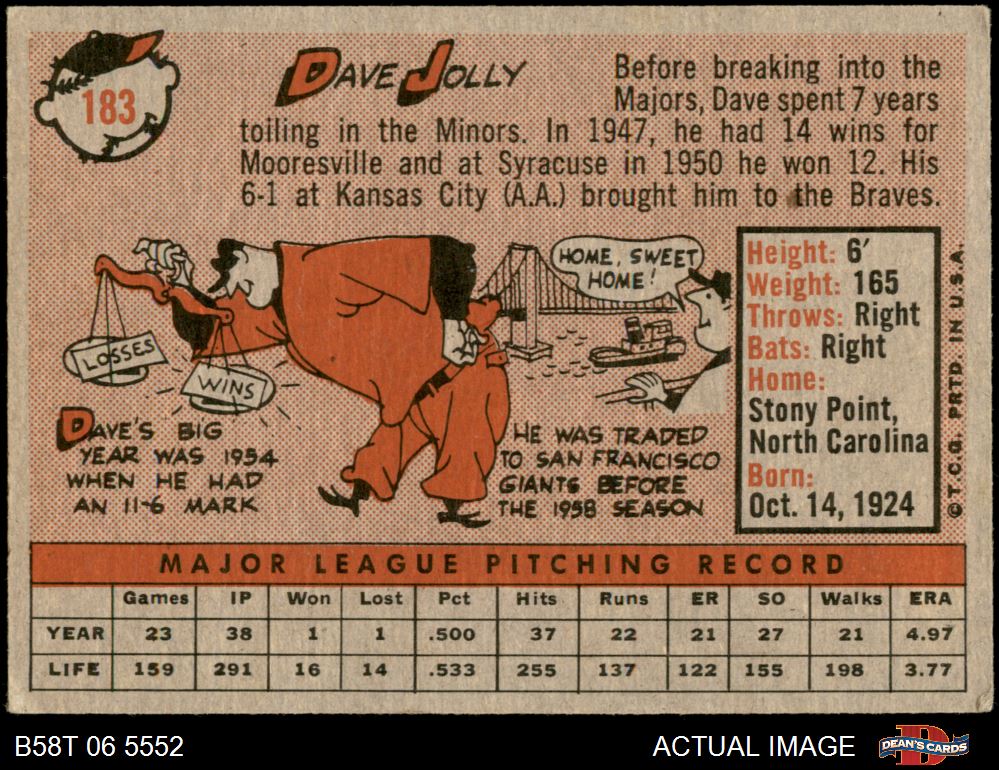 183
DAVE JOLLY
Before breaking into the
Majors, Dave spent 7 years
toiling in the Minors. In 1947, he had 14 wins for
Mooresville and at Syracuse in 1950 he won 12. His
6-1 at Kansas City (A.A.) brought him to the Braves.
LOSSES
WINS
DAVE'S BIG
YEAR WAS 1954
WHEN HE HAD
AN 11-6 MARK
HOME, SWEET
HOME!
HE WAS TRADED
TO SAN FRANCISCO
GIANTS BEFORE
THE 1958 SEASON
Height: 6'
Weight: 165
Throws: Right
Bats: Right
Home:
Stony Point,
North Carolina
Born:
Oct. 14, 1924
© T.C.G. PRTD. IN U.S.A.
MAJOR LEAGUE PITCHING RECORD
Games IP Won Lost Pct Hits Runs ER SO Walks ERA
YEAR 23 38 1 1 .500 37 22 21 27 21 4.97
LIFE 159 291 16 14 .533 255 137 122 155 198 3.77
B58T 06 5552
ACTUAL IMAGE
DEAN'S CARDS